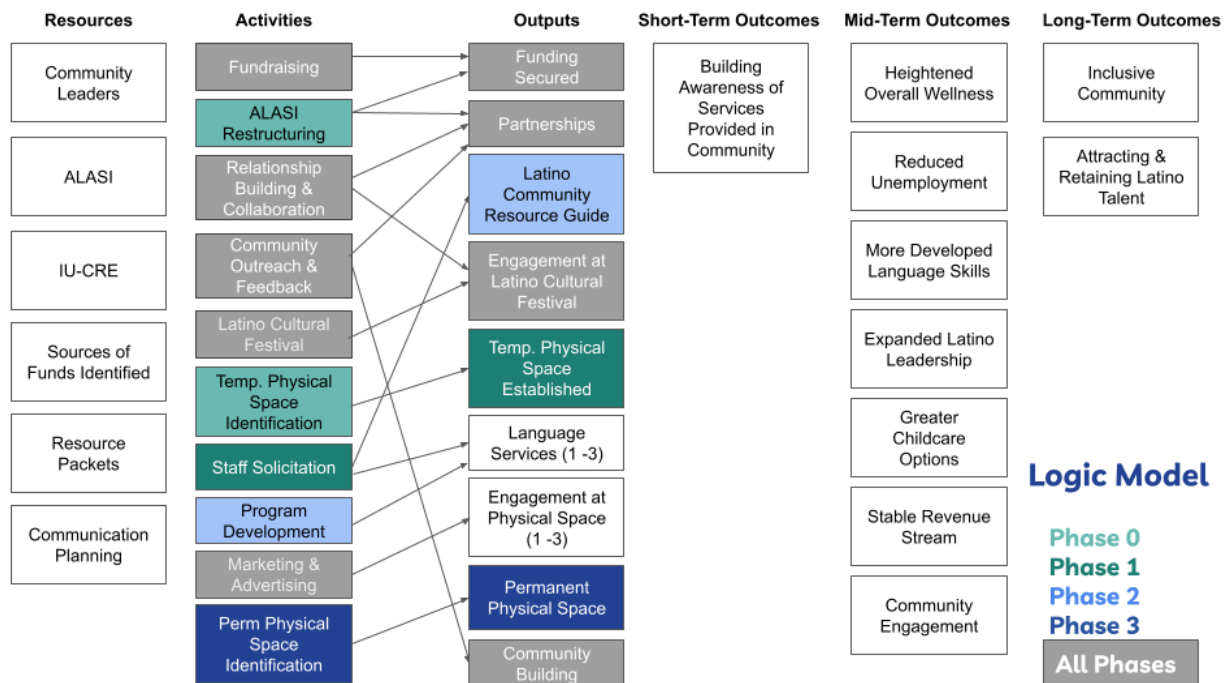 Resources
Community
Leaders
ALASI
IU-CRE
Sources of
Funds Identified
Resource
Packets
Communication
Planning
Activities
Fundraising
ALASI
Restructuring
Relationship
Building &
Collaboration
Community
Outreach &
Feedback
Latino Cultural
Festival
Temp. Physical
Space
Identification
Staff Solicitation
Program
Development
Marketing &
Advertising
Perm Physical
Space
Identification
Outputs
Funding
Secured
Partnerships
Latino
Community
Resource Guide
Engagement at
Latino Cultural
Festival
Temp. Physical
Space
Established
Language
Services (1 -3)
Engagement at
Physical Space
(1 -3)
Permanent
Physical Space
Community
Building
Short-Term Outcomes
Building
Awareness of
Services
Provided in
Community
Mid-Term Outcomes
Heightened
Overall Wellness
Reduced
Unemployment
More Developed
Language Skills
Expanded Latino
Leadership
Greater
Childcare
Options
Stable Revenue
Stream
Community
Engagement
Long-Term Outcomes
Inclusive
Community
Attracting &
Retaining Latino
Talent
Logic Model
Phase 0
Phase 1
Phase 2
Phase 3
All Phases